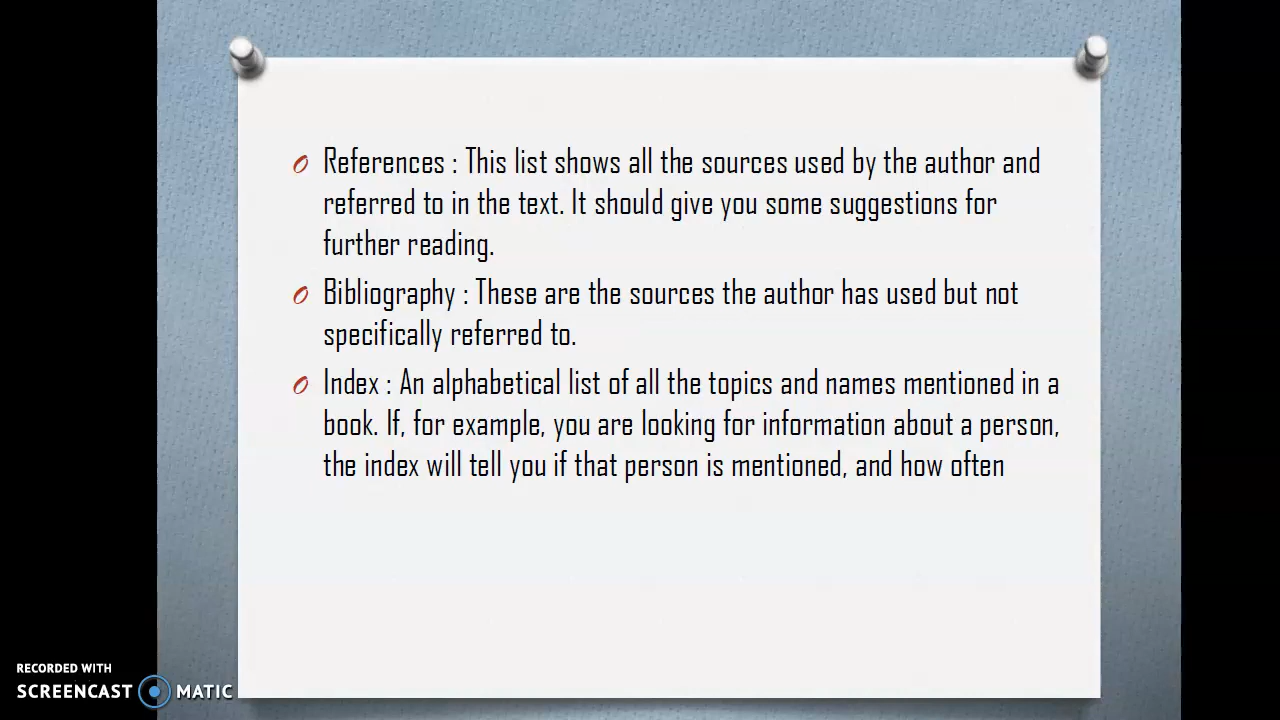 References : This list shows all the sources used by the author and
referred to in the text. It should give you some suggestions for
further reading.
Bibliography : These are the sources the author has used but not
specifically referred to.
Index : An alphabetical list of all the topics and names mentioned in a
book. If, for example, you are looking for information about a person,
the index will tell you if that person is mentioned, and how often
RECORDED WITH
SCREENCAST MATIC